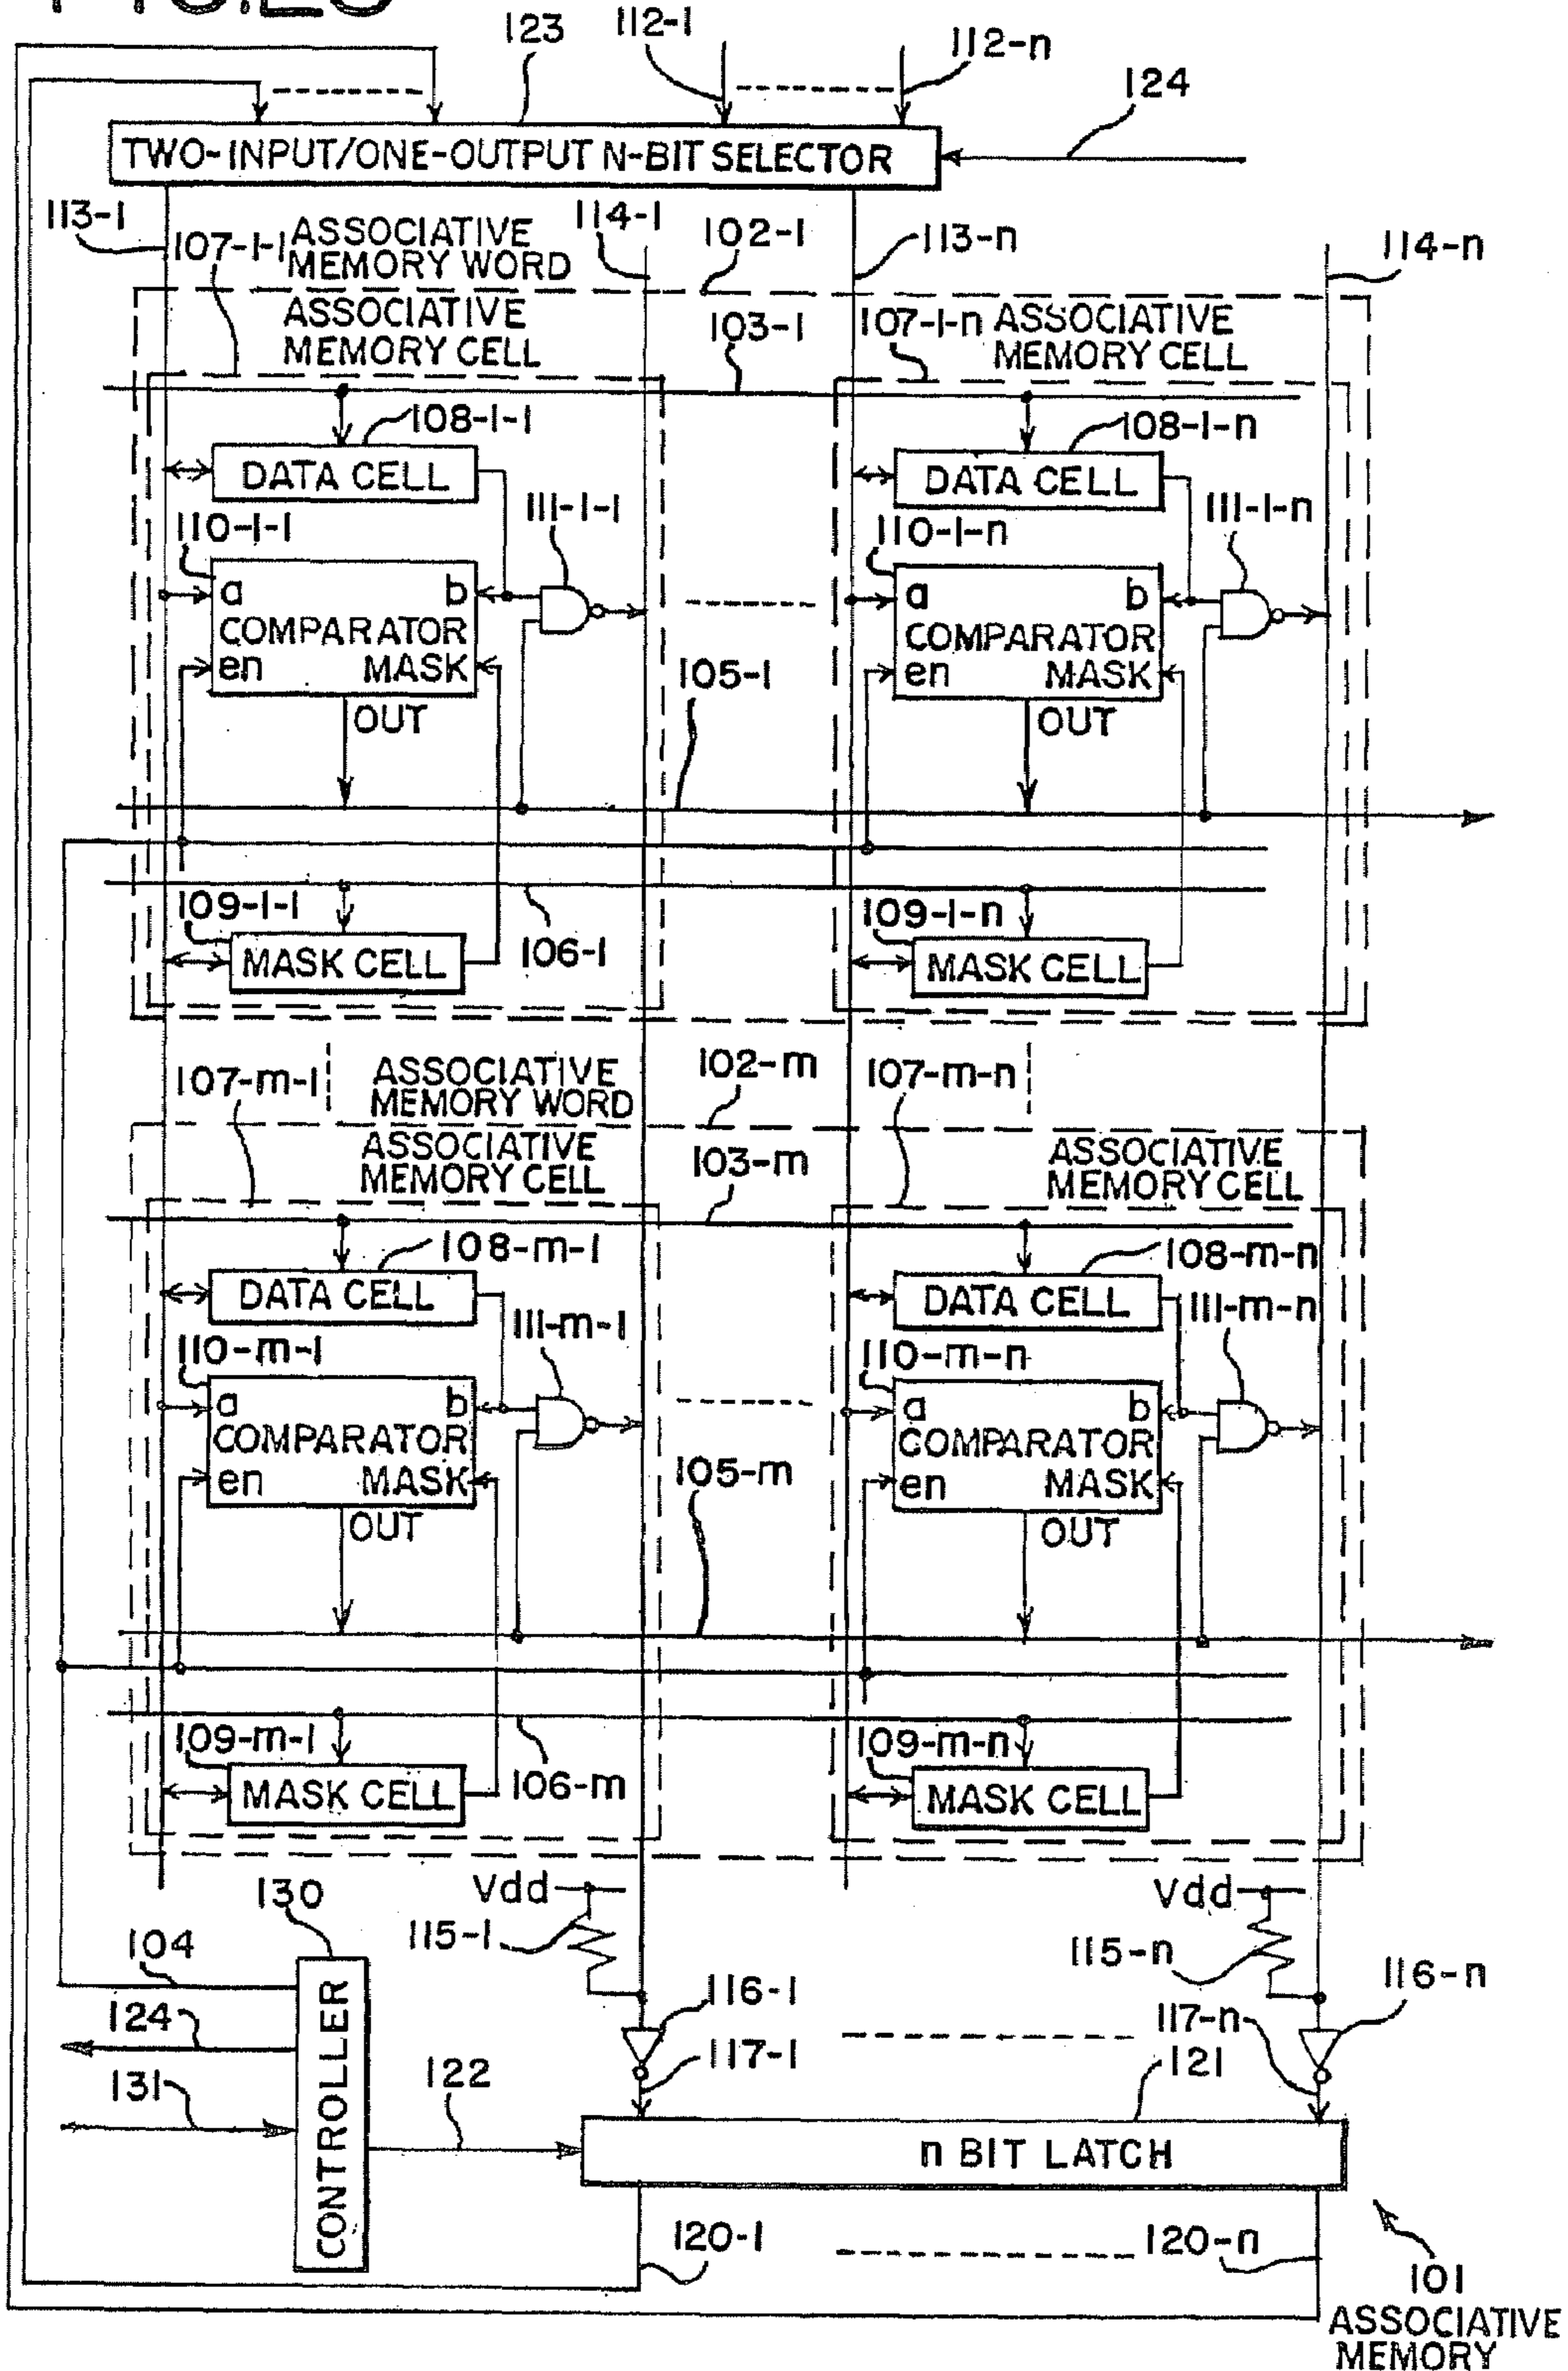 123
112-1
112-n
124
TWO-INPUT/ONE-OUTPUT N-BIT SELECTOR
113-1
107-1-1
ASSOCIATIVE
MEMORY WORD
114-1
102-1
113-n
114-n
ASSOCIATIVE
MEMORY CELL
103-1
107-1-n
ASSOCIATIVE
MEMORY CELL
108-1-1
108-1-n
DATA CELL
DATA CELL
110-1-1
111-1-1
110-1-n
111-1-n
a
b
COMPARATOR
en
MASK
OUT
a
b
COMPARATOR
en
MASK
OUT
105-1
109-1-1
106-1
109-1-n
MASK CELL
MASK CELL
107-m-1
ASSOCIATIVE
MEMORY WORD
102-m
107-m-n
ASSOCIATIVE
MEMORY CELL
103-m
ASSOCIATIVE
MEMORY CELL
108-m-1
108-m-n
DATA CELL
DATA CELL
110-m-1
111-m-1
110-m-n
111-m-n
a
b
COMPARATOR
en
MASK
OUT
a
b
COMPARATOR
en
MASK
OUT
105-m
109-m-1
106-m
109-m-n
MASK CELL
MASK CELL
130
Vdd
Vdd
115-1
115-n
104
116-1
116-n
124
117-1
117-n
131
122
121
CONTROLLER
n BIT LATCH
120-1
120-n
101
ASSOCIATIVE
MEMORY